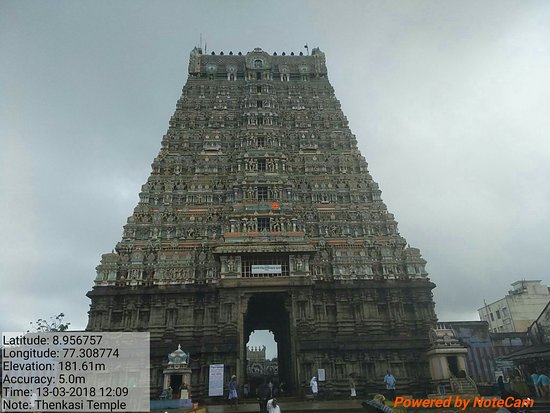 Latitude: 8.956757
Longitude: 77.308774
Elevation: 181.61m
Accuracy: 5.0m
Time: 13-03-2018 12:09
Note: Thenkasi Temple
Powered by NoteCam